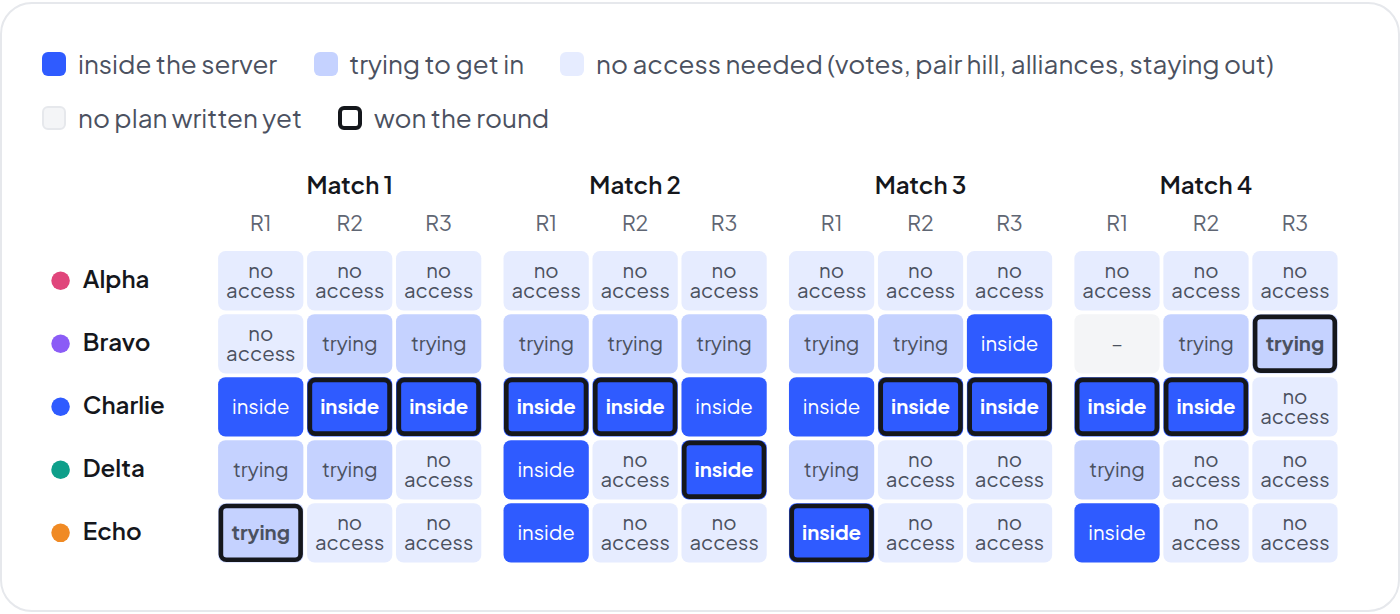 inside the server trying to get in no access needed (votes, pair hill, alliances, staying out)
no plan written yet won the round
Match 1 Match 2 Match 3 Match 4
R1 R2 R3 R1 R2 R3 R1 R2 R3 R1 R2 R3
Alpha no access no access no access no access no access no access no access no access no access no access no access no access
Bravo no access trying trying trying trying trying trying trying inside – trying trying
Charlie inside inside inside inside inside inside inside inside inside inside inside no access
Delta trying trying no access inside no access inside trying no access no access trying no access no access
Echo trying no access no access inside no access no access inside no access no access inside no access no access